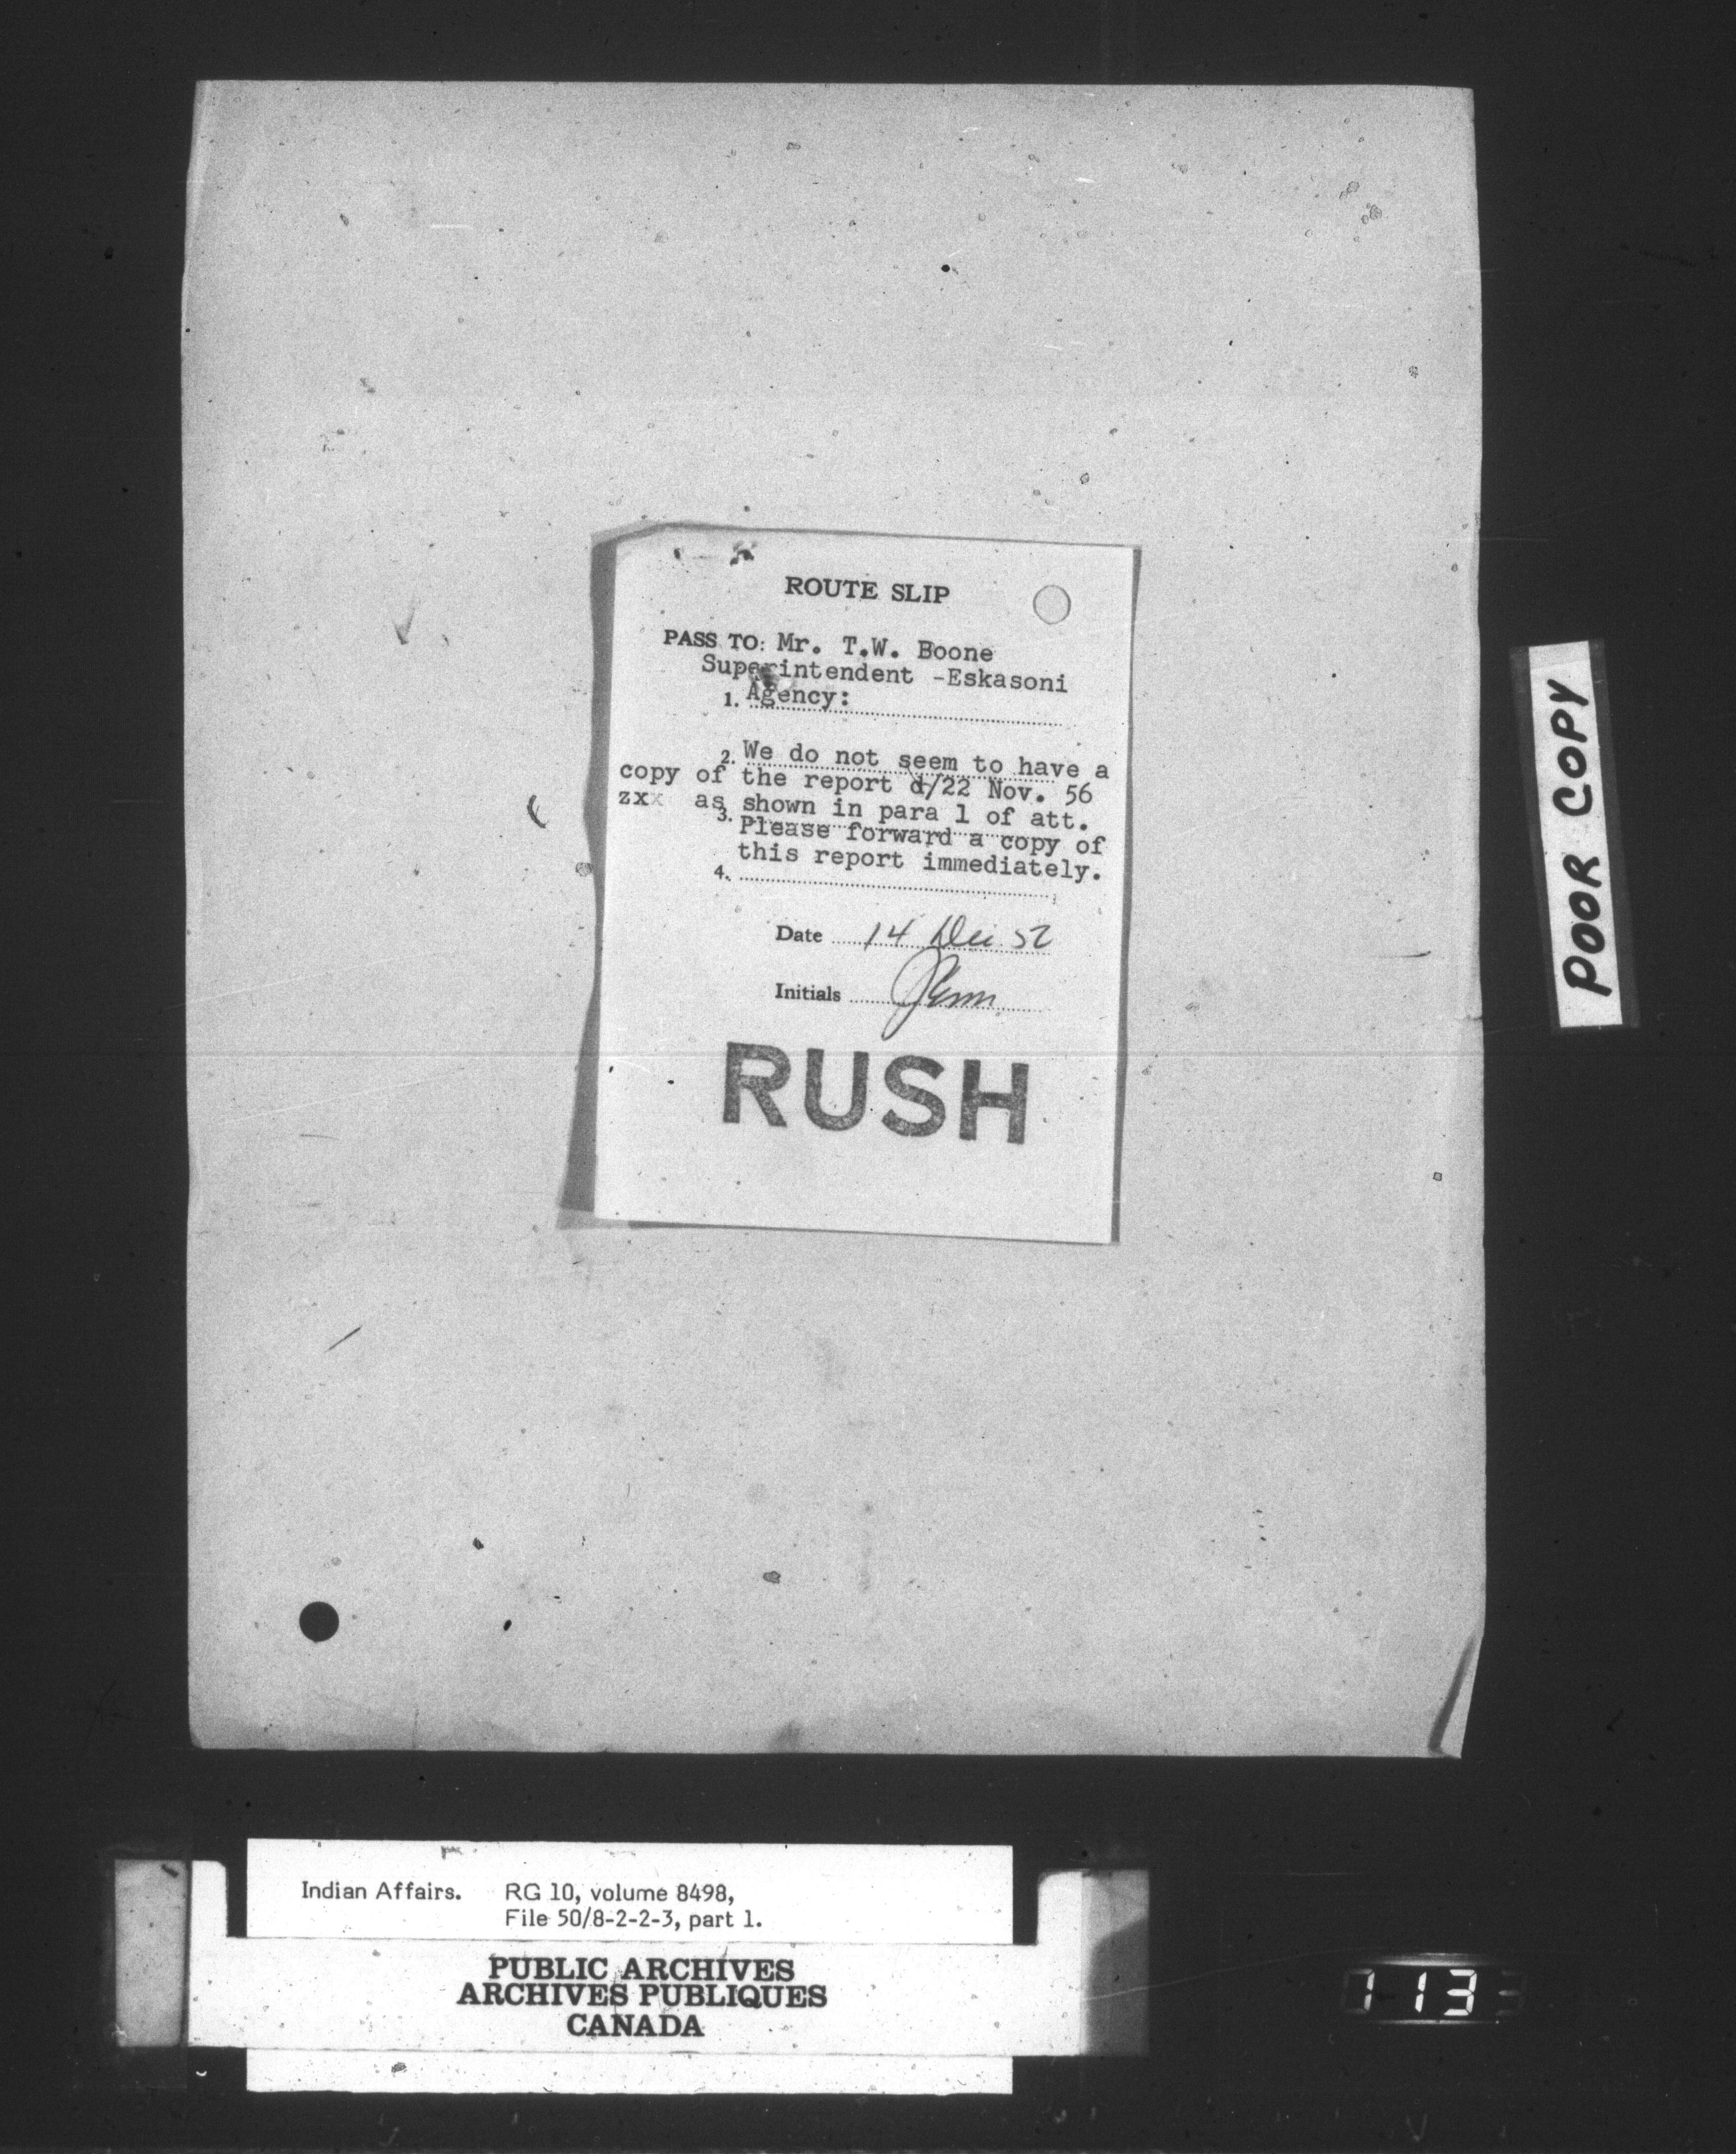 ROUTE SLIP
PASS TO: Mr. T.W. Boone
Superintendent -Eskasoni
1. Agency:
2. We do not seem to have a
copy of the report d/22 Nov. 56
zxx as shown in para 1 of att.
3. Please forward a copy of
this report immediately.
4.
Date 14 Dec 57
Initials
RUSH
POOR COPY
Indian Affairs. RG 10, volume 8498,
File 50/8-2-2-3, part 1.
PUBLIC ARCHIVES
ARCHIVES PUBLIQUES
CANADA
113